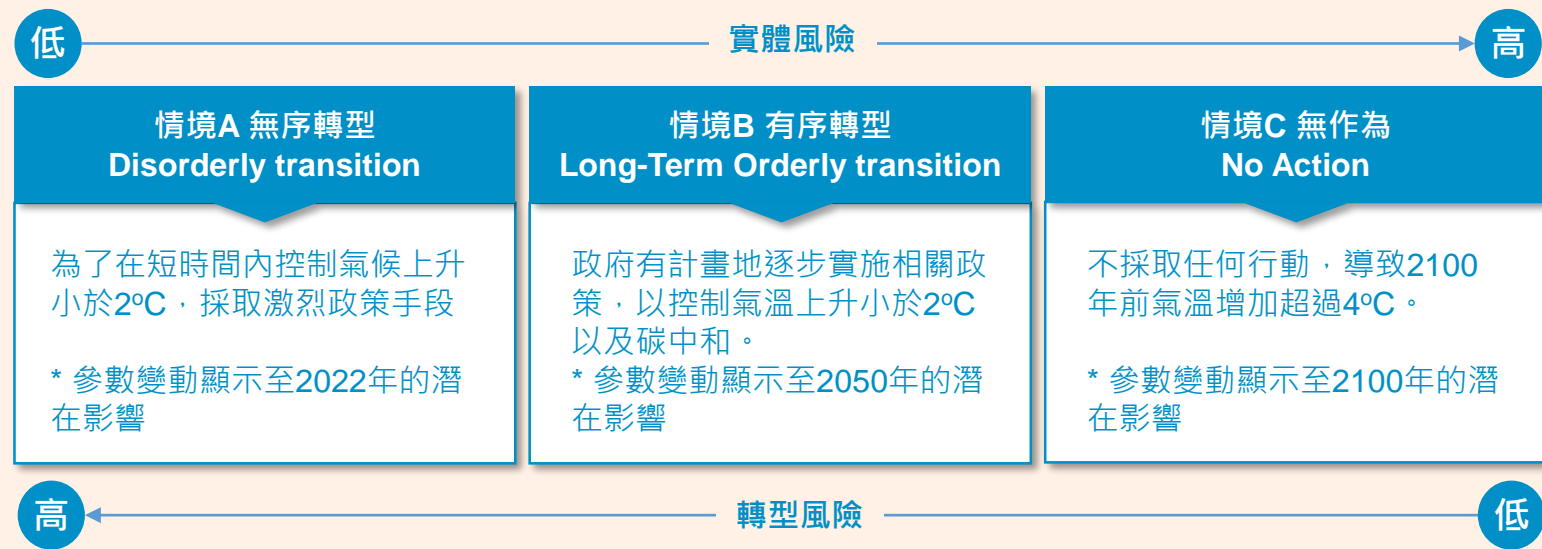 低
實體風險
高
情境A 無序轉型
Disorderly transition
為了在短時間內控制氣候上升
小於2ºC，採取激烈政策手段
* 參數變動顯示至2022年的潛
在影響
情境B 有序轉型
Long-Term Orderly transition
政府有計畫地逐步實施相關政
策，以控制氣溫上升小於2ºC
以及碳中和。
* 參數變動顯示至2050年的潛
在影響
情境C 無作為
No Action
不採取任何行動，導致2100
年前氣溫增加超過4ºC。
* 參數變動顯示至2100年的潛
在影響
高
轉型風險
低